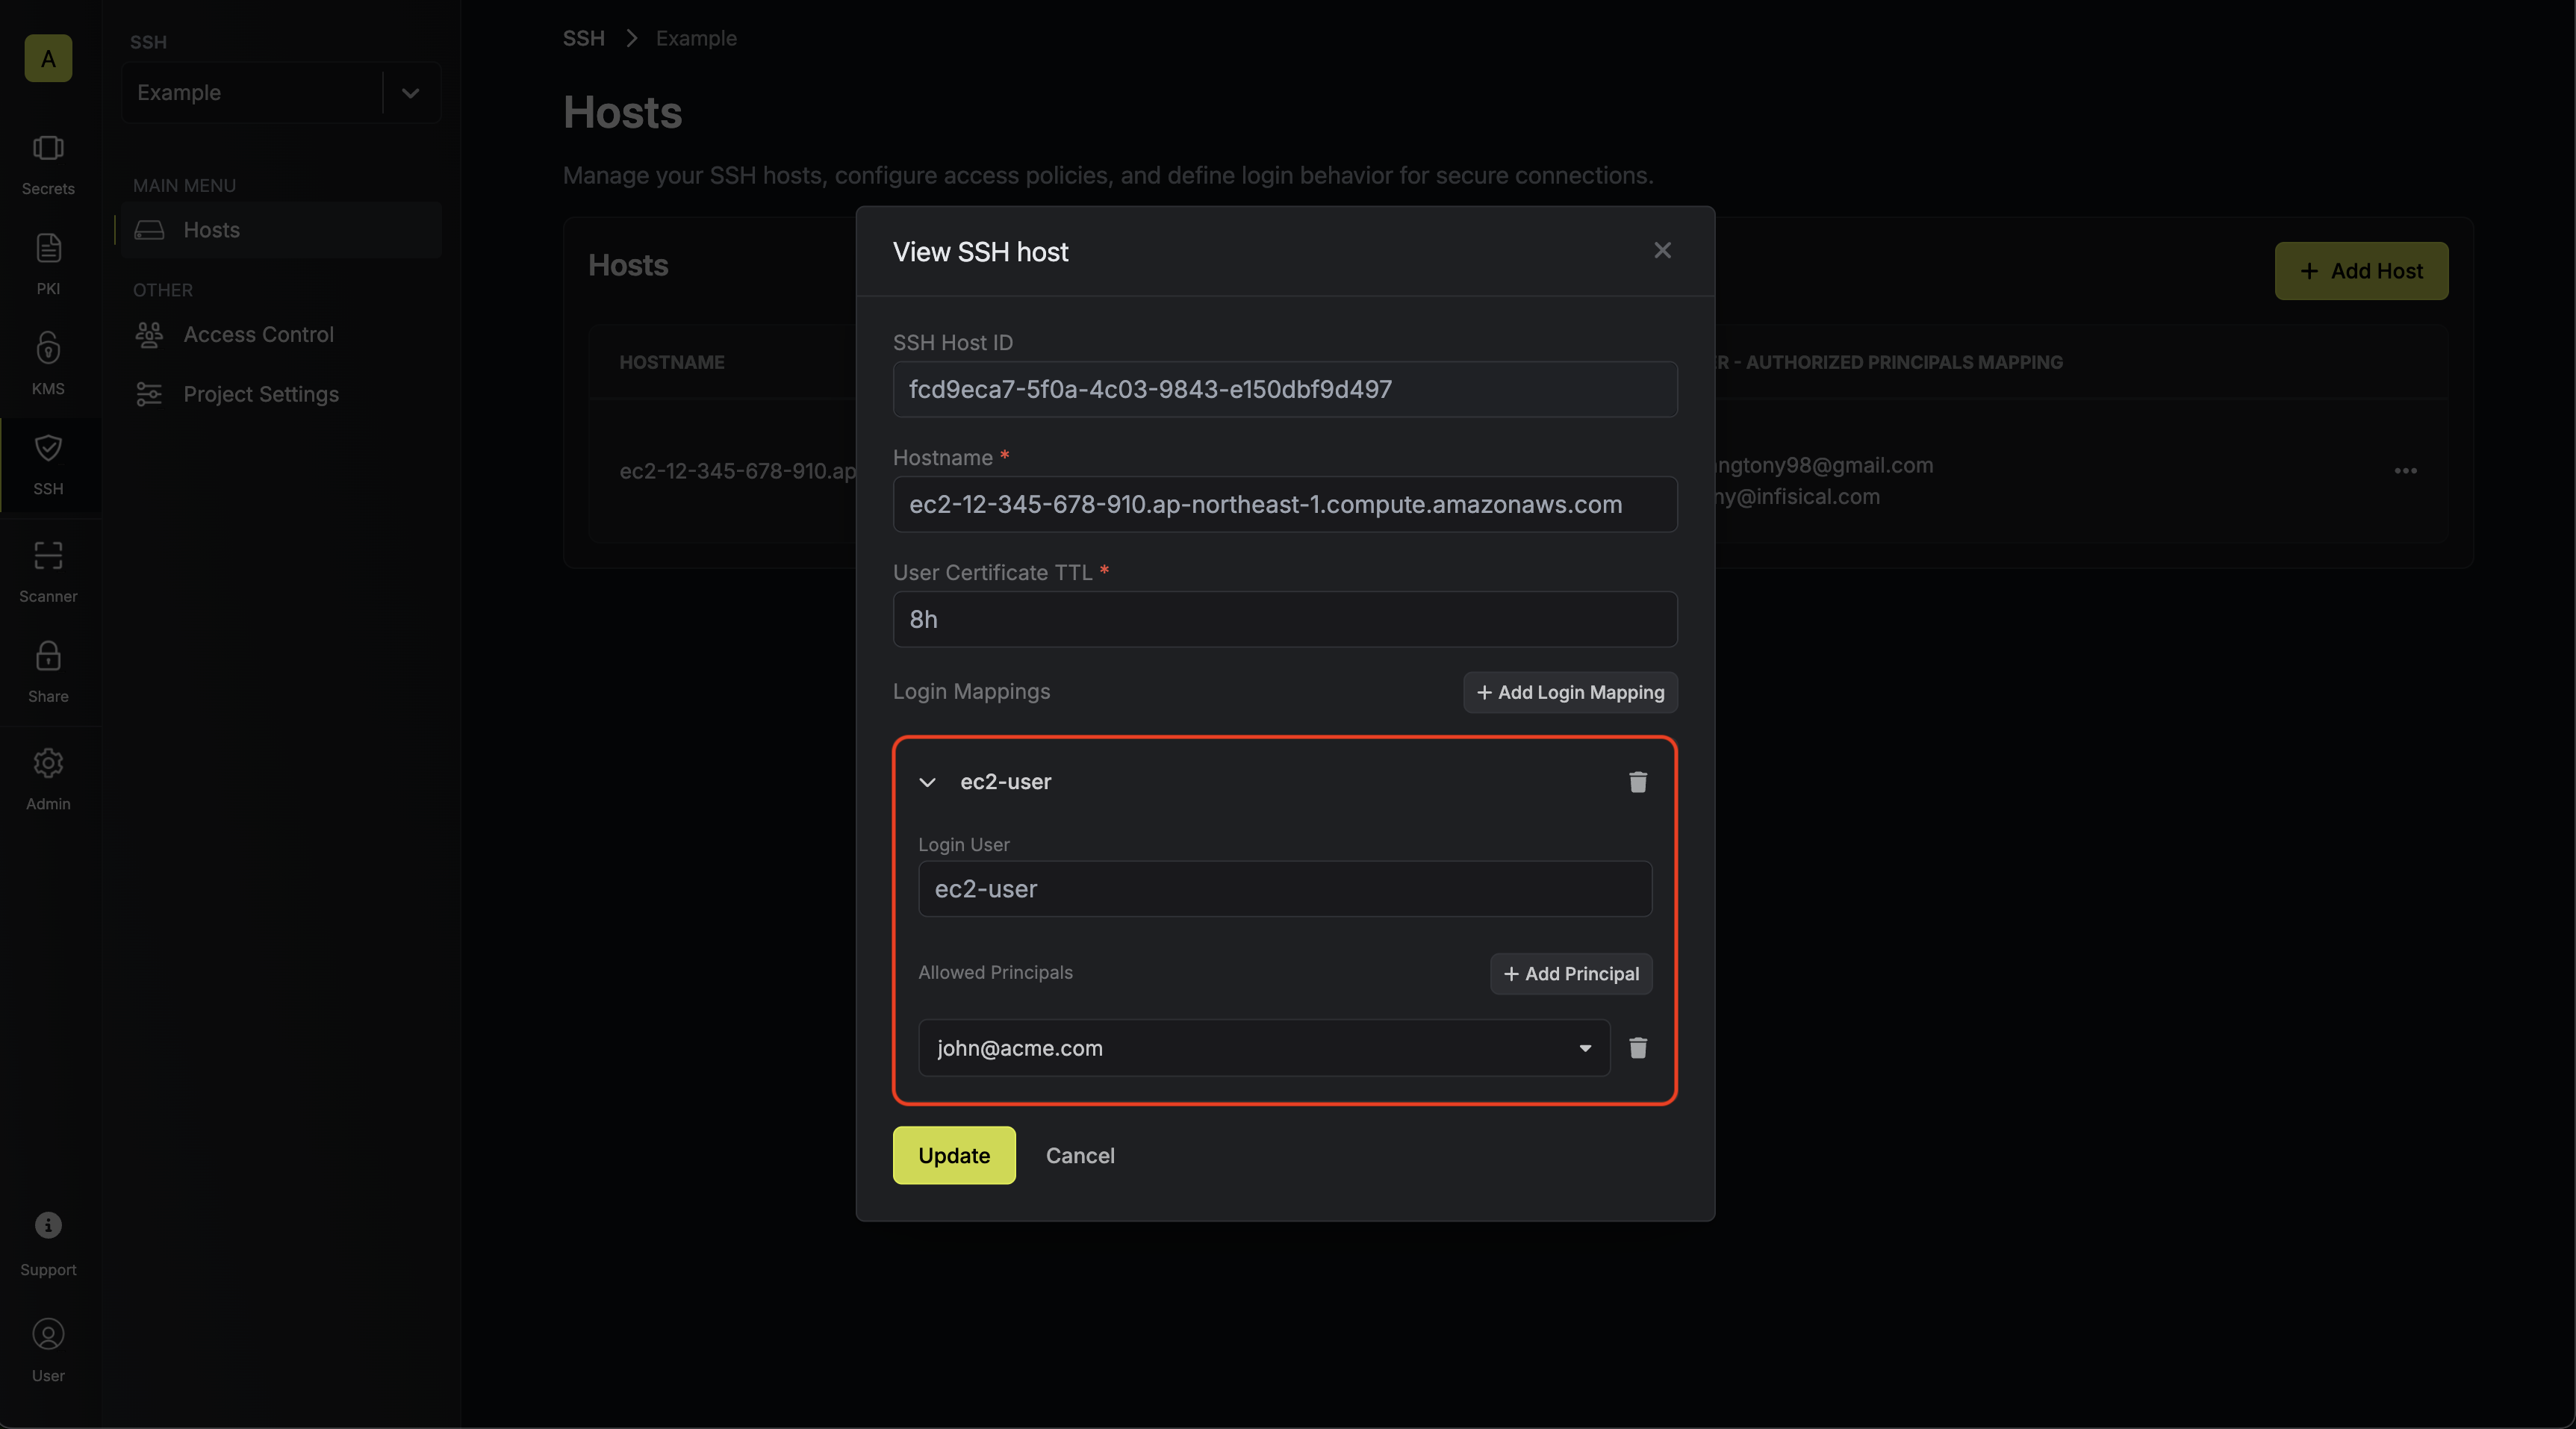 A
Secrets
PKI
KMS
SSH
Scanner
Share
Admin
Support
User
SSH
Example
MAIN MENU
Hosts
OTHER
Access Control
Project Settings
SSH Example
Hosts
Manage your SSH hosts, configure access policies, and define login behavior for secure connections.
Hosts
Add Host
HOSTNAME
- AUTHORIZED PRINCIPALS MAPPING
ec2-12-345-678-910.ap
ngtony98@gmail.com
ny@infisical.com
View SSH host
SSH Host ID
fcd9eca7-5f0a-4c03-9843-e150dbf9d497
Hostname *
ec2-12-345-678-910.ap-northeast-1.compute.amazonaws.com
User Certificate TTL *
8h
Login Mappings
+ Add Login Mapping
ec2-user
Login User
ec2-user
Allowed Principals
+ Add Principal
john@acme.com
Update
Cancel